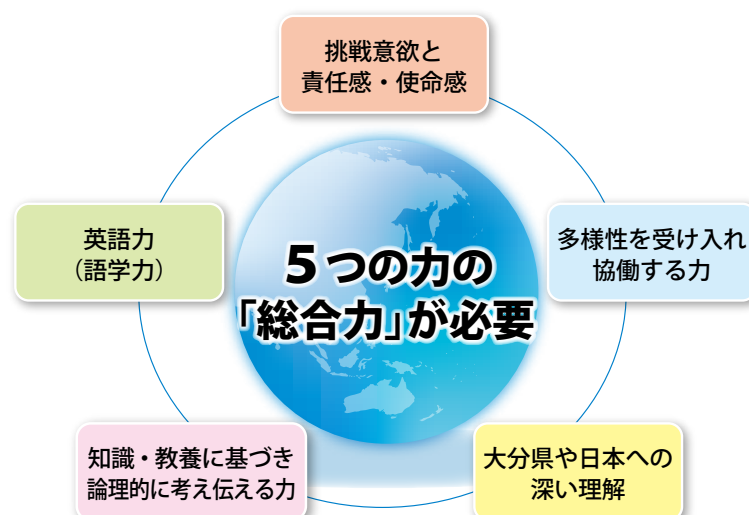 挑戦意欲と
責任感・使命感
英語力
（語学力）
多様性を受け入れ
協働する力
５つの力の
「総合力」が必要
知識・教養に基づき
論理的に考え伝える力
大分県や日本への
深い理解